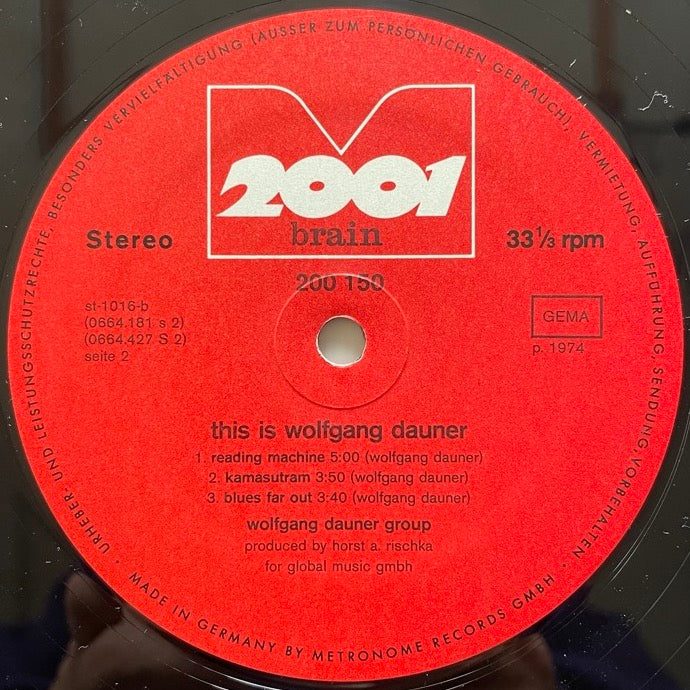 URHEBER UND LEISTUNGSSCHUTZRECHTE, BESONDERS VERVIELFÄLTIGUNG (AUSSER ZUM PERSÖNLICHEN GEBRAUCH), VERMIETUNG, AUFFÜHRUNG, SENDUNG, VORBEHALTEN ·
2001
brain
Stereo
33⅓ rpm
200 150
st-1016-b
(0664.181 s 2)
(0664.427 S 2)
seite 2
GEMA
p. 1974
this is wolfgang dauner
1. reading machine 5:00 (wolfgang dauner)
2. kamasutram 3:50 (wolfgang dauner)
3. blues far out 3:40 (wolfgang dauner)
wolfgang dauner group
produced by horst a. rischka
for global music gmbh
· MADE IN GERMANY BY METRONOME RECORDS GMBH ·